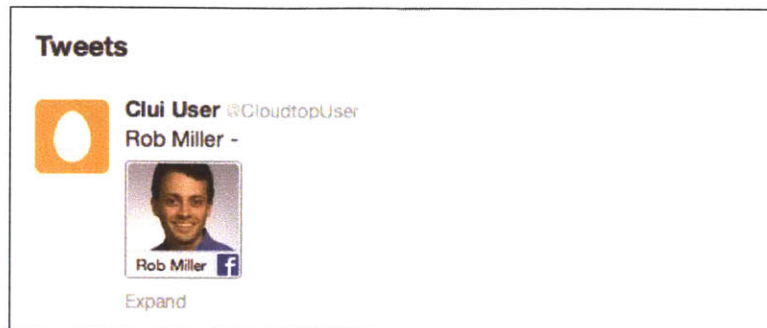 Tweets
Clui User @CloudtopUser
Rob Miller -
Rob Miller f
Expand